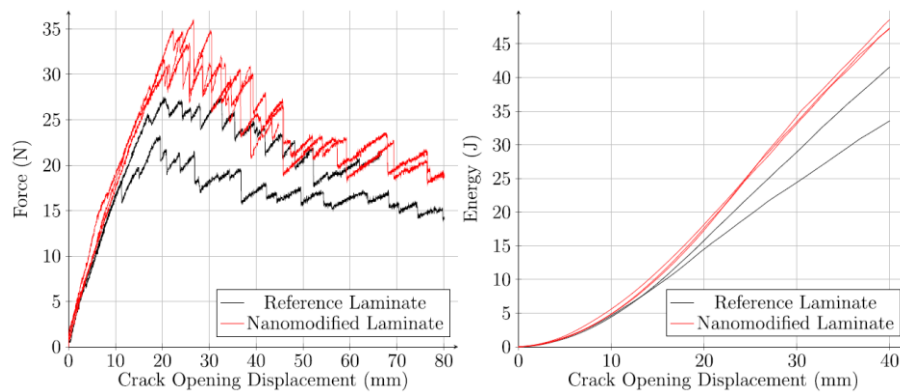 35
30
25
20
15
10
5
0
Force (N)
0 10 20 30 40 50 60 70 80
Crack Opening Displacement (mm)
Reference Laminate
Nanomodified Laminate
45
40
35
30
25
20
15
10
5
0
Energy (J)
0 10 20 30 40
Crack Opening Displacement (mm)
Reference Laminate
Nanomodified Laminate